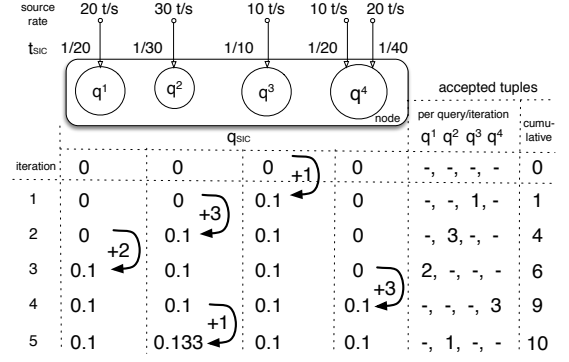 source rate 20 t/s 30 t/s 10 t/s 10 t/s 20 t/s
tSIC 1/20 1/30 1/10 1/20 1/40
q¹ q² q³ q⁴
node
accepted tuples
qSIC
per query/iteration
q¹ q² q³ q⁴
cumu-
lative
iteration 0 0 0 +1 0 -, -, -, - 0
1 0 0 +3 0.1 0 -, -, 1, - 1
2 0 +2 0.1 0.1 0 -, 3, -, - 4
3 0.1 0.1 0.1 0 +3 2, -, -, - 6
4 0.1 0.1 +1 0.1 0.1 -, -, -, 3 9
5 0.1 0.133 0.1 0.1 -, 1, -, - 10